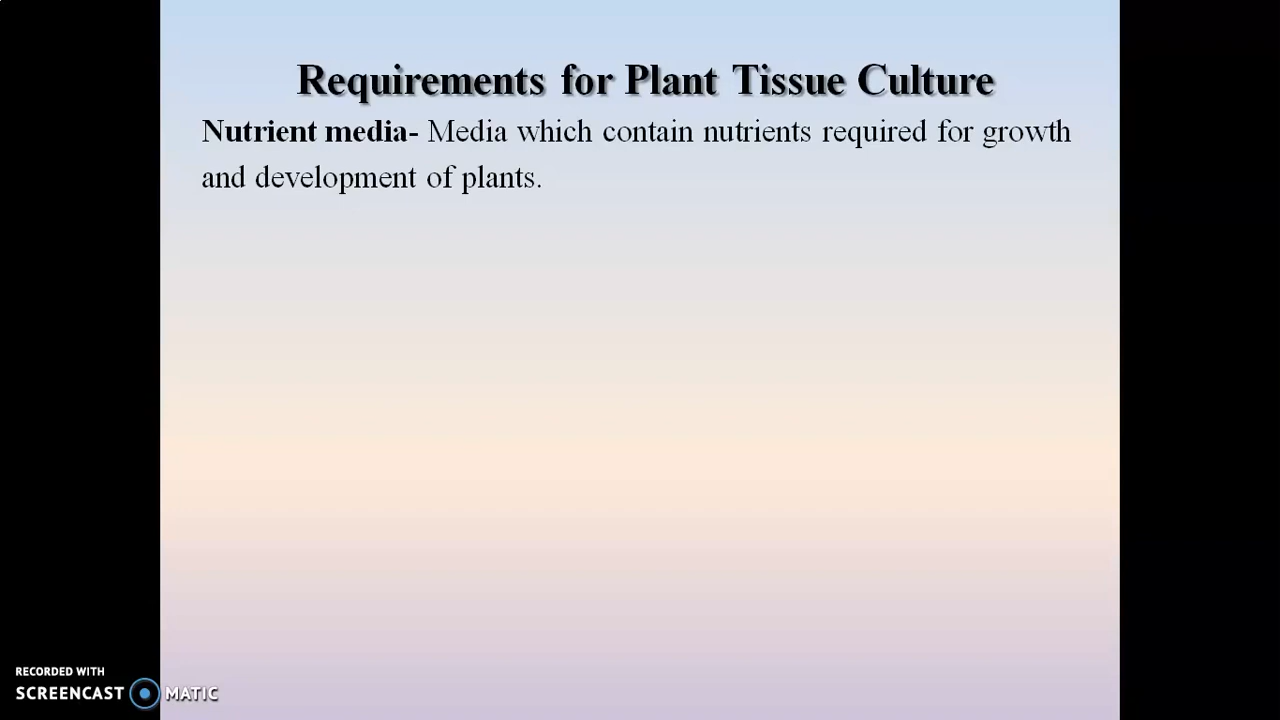 Requirements for Plant Tissue Culture
Nutrient media- Media which contain nutrients required for growth
and development of plants.
RECORDED WITH
SCREENCAST MATIC